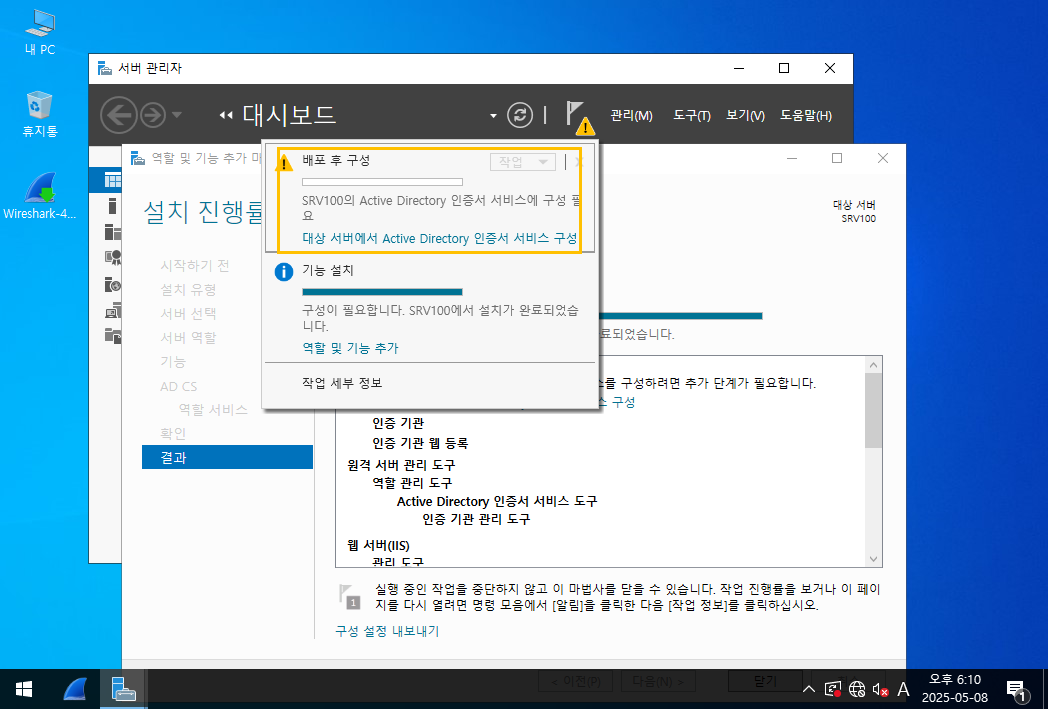 내 PC
휴지통
Wireshark-4...
서버 관리자
대시보드
관리(M) 도구(T) 보기(V) 도움말(H)
역할 및 기능 추가 마
배포 후 구성
작업
SRV100의 Active Directory 인증서 서비스에 구성 필
요
대상 서버에서 Active Directory 인증서 서비스 구성
기능 설치
구성이 필요합니다. SRV100에서 설치가 완료되었습
니다.
역할 및 기능 추가
작업 세부 정보
설치 진행률
대상 서버
SRV100
시작하기 전
설치 유형
서버 선택
서버 역할
기능
AD CS
역할 서비스
확인
결과
료되었습니다.
를 구성하려면 추가 단계가 필요합니다.
구성
인증 기관
인증 기관 웹 등록
원격 서버 관리 도구
역할 관리 도구
Active Directory 인증서 서비스 도구
인증 기관 관리 도구
웹 서버(IIS)
관리 도구
1
실행 중인 작업을 중단하지 않고 이 마법사를 닫을 수 있습니다. 작업 진행률을 보거나 이 페이
지를 다시 열려면 명령 모음에서 [알림]을 클릭한 다음 [작업 정보]를 클릭하십시오.
구성 설정 내보내기
< 이전(P) 다음(N) > 닫기
A
오후 6:10
2025-05-08
1